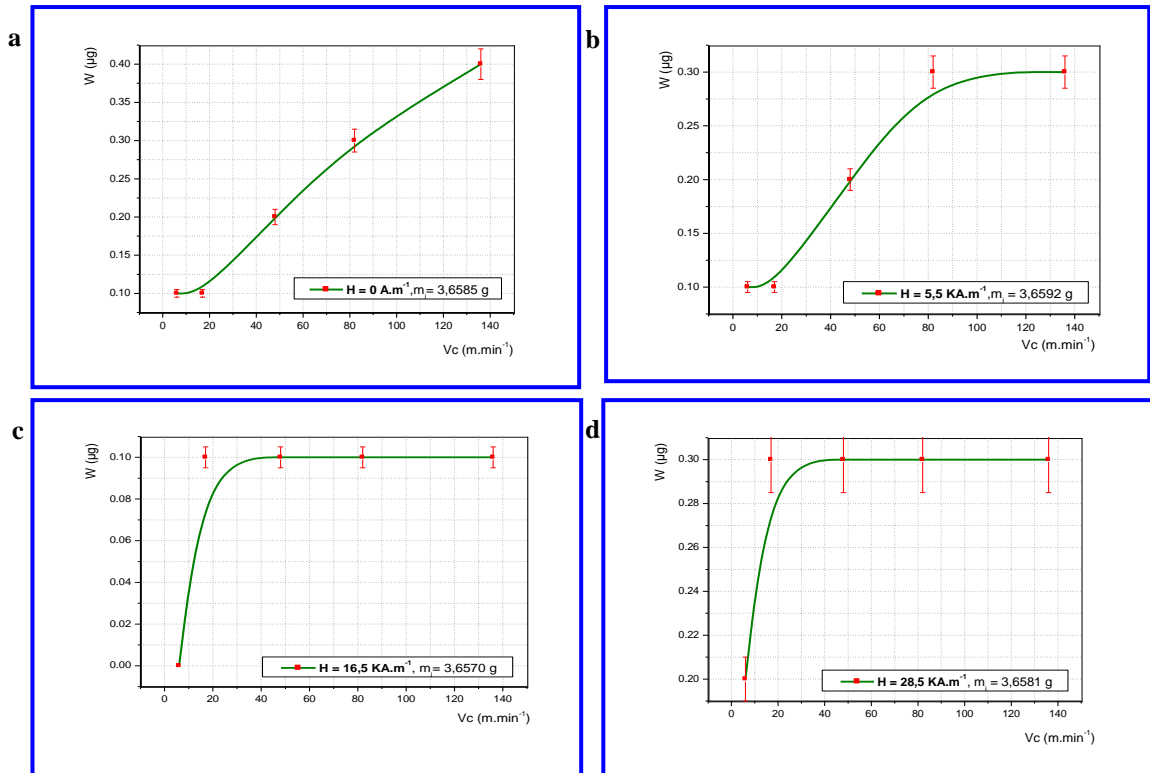 a
W (µg)
0.40
0.35
0.30
0.25
0.20
0.15
0.10
H = 0 A.m-1,mi= 3,6585 g
0 20 40 60 80 100 120 140
Vc (m.min-1)
b
W (µg)
0.30
0.25
0.20
0.15
0.10
H = 5,5 KA.m-1,mi= 3,6592 g
0 20 40 60 80 100 120 140
Vc (m.min-1)
c
W (µg)
0.10
0.08
0.06
0.04
0.02
0.00
H = 16,5 KA.m-1, mi= 3,6570 g
0 20 40 60 80 100 120 140
Vc (m.min-1)
d
W (µg)
0.30
0.28
0.26
0.24
0.22
0.20
H = 28,5 KA.m-1, mi= 3,6581 g
0 20 40 60 80 100 120 140
Vc (m.min-1)